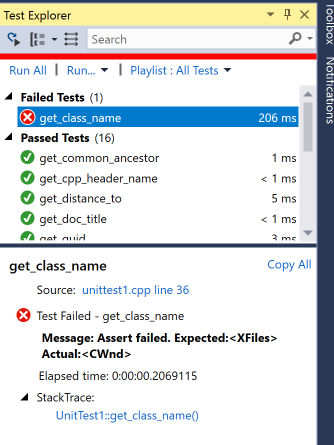 Test Explorer
Search
Run All | Run... | Playlist : All Tests
Failed Tests (1)
get_class_name 206 ms
Passed Tests (16)
get_common_ancestor 1 ms
get_cpp_header_name < 1 ms
get_distance_to 5 ms
get_doc_title < 1 ms
get_guid 3 ms
get_class_name Copy All
Source: unittest1.cpp line 36
Test Failed - get_class_name
Message: Assert failed. Expected:<XFiles>
Actual:<CWnd>
Elapsed time: 0:00:00.2069115
StackTrace:
UnitTest1::get_class_name()
Toolbox
Notifications